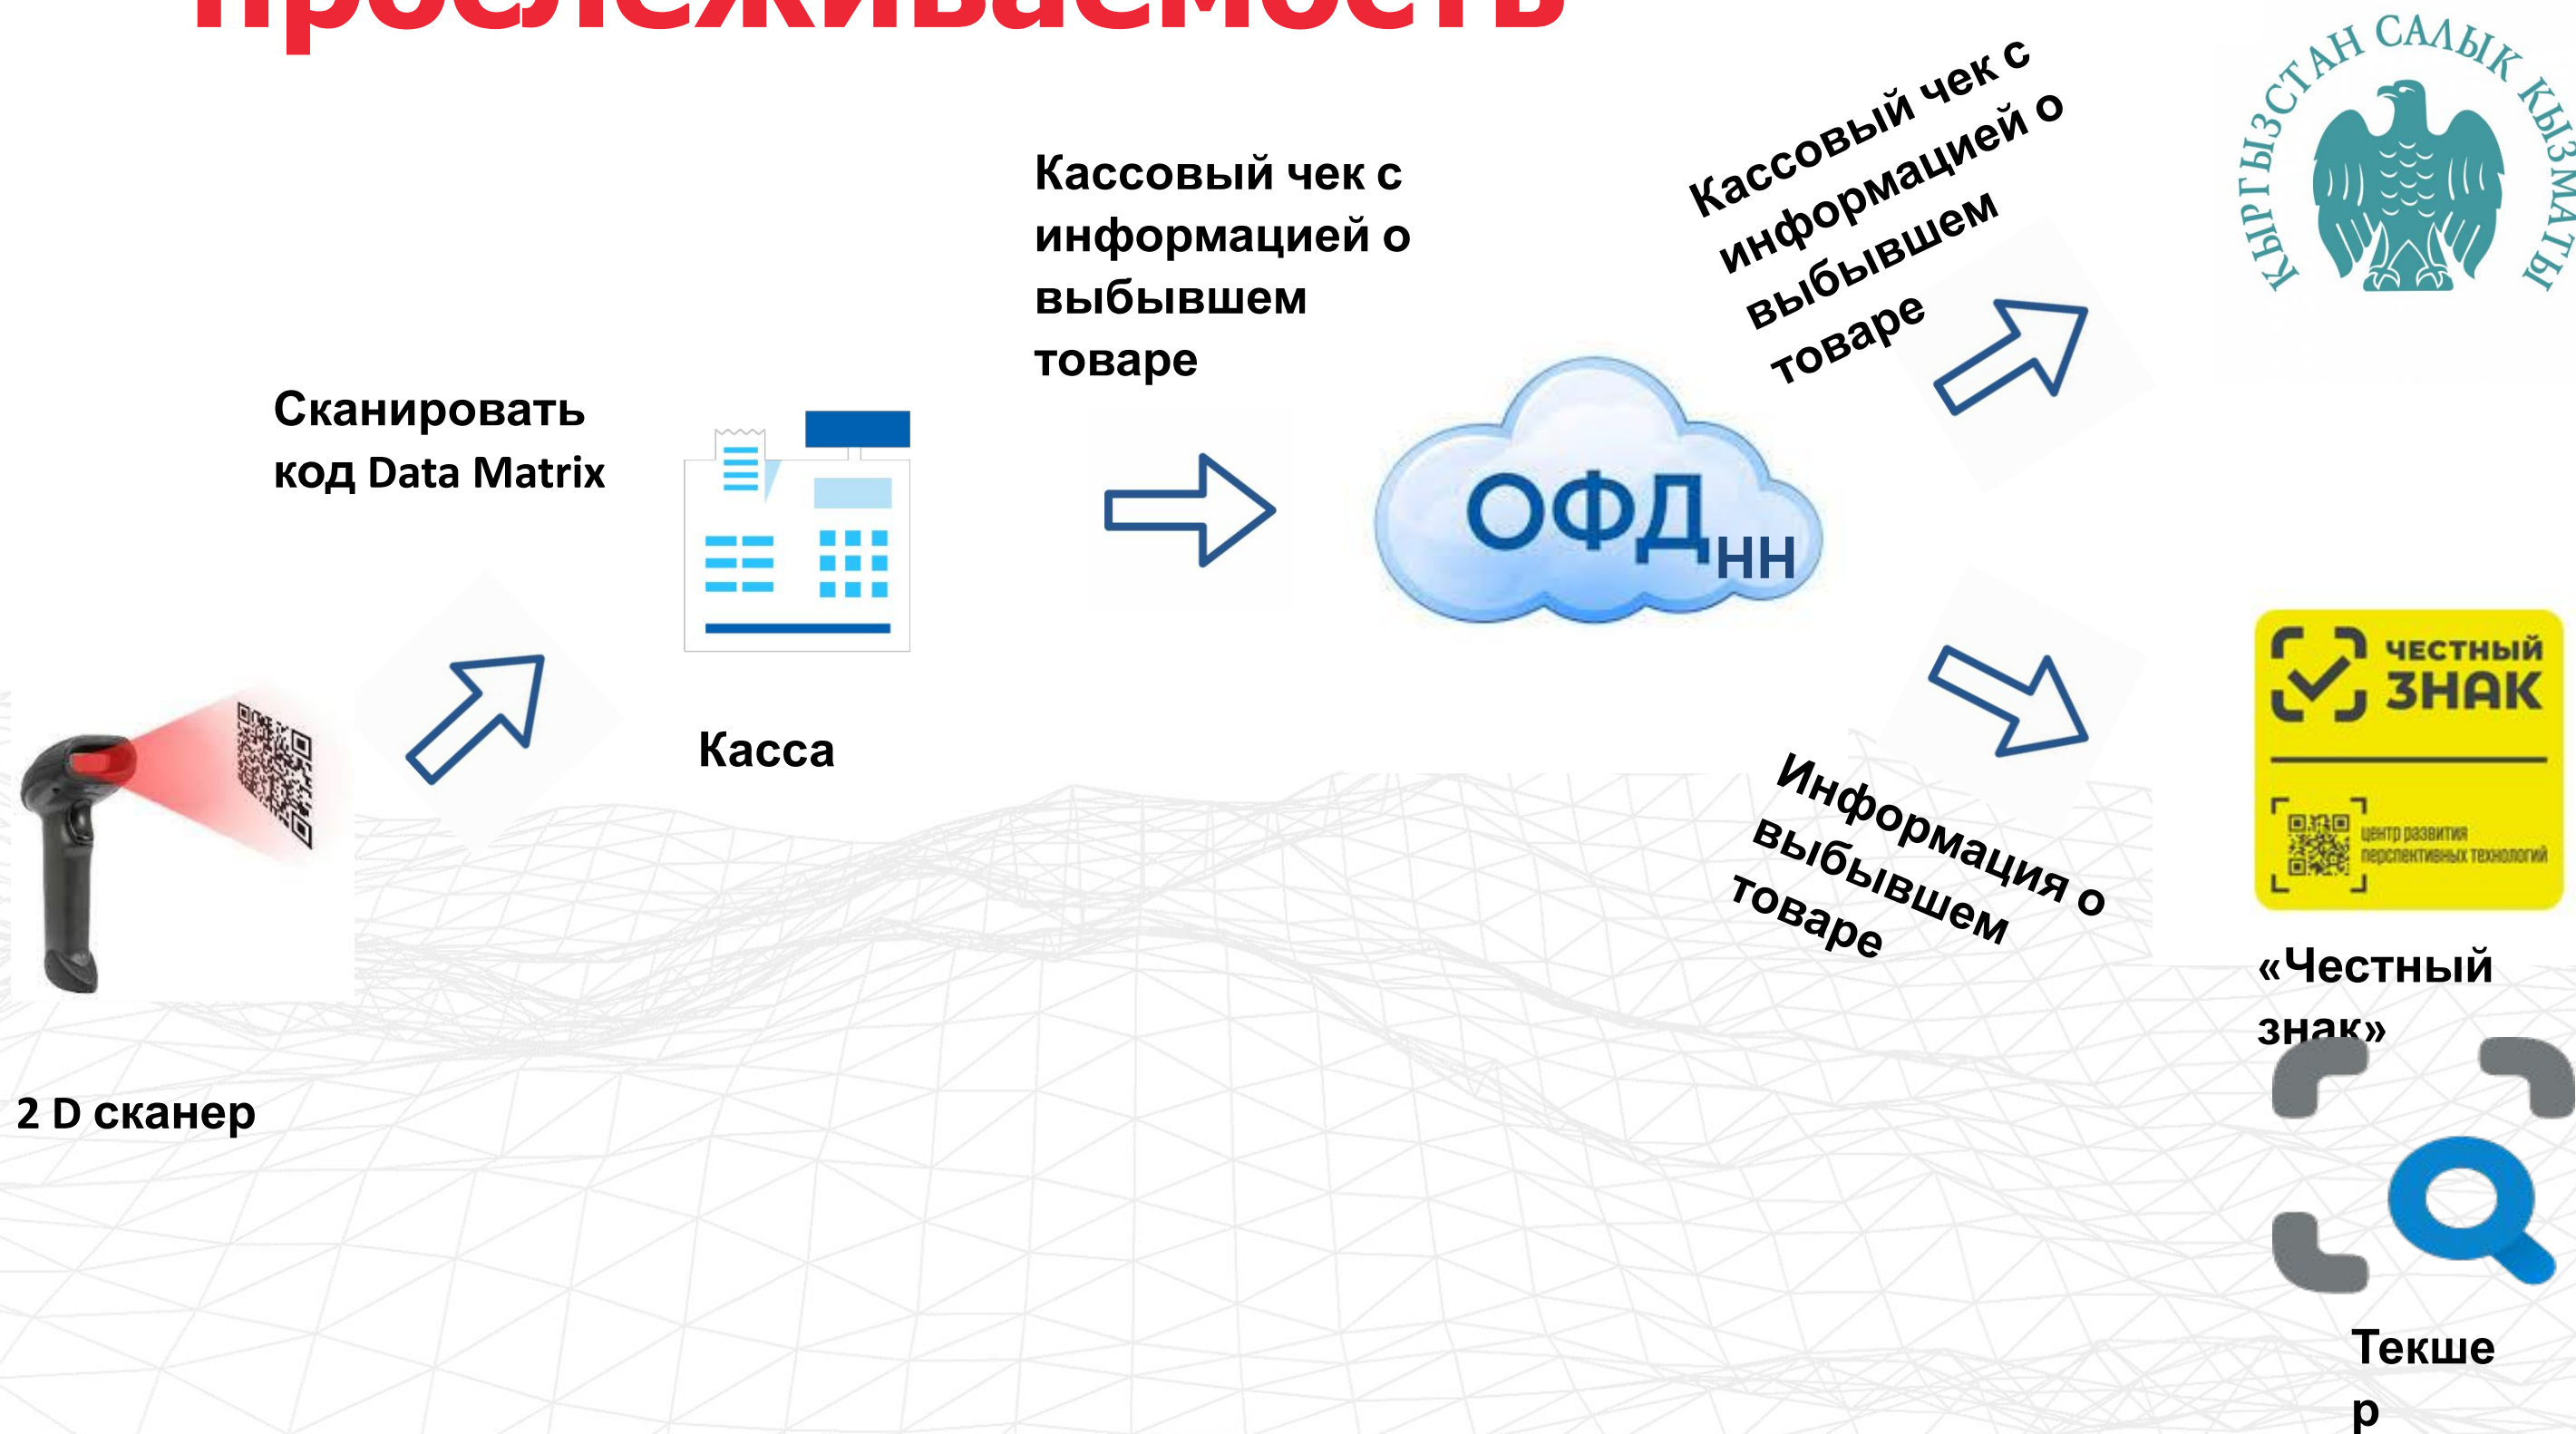 прослеживаемость
КЫРГЫЗСТАН САЛЫК КЫЗМАТЫ
Кассовый чек с
информацией о
выбывшем
товаре
Кассовый чек с
информацией о
выбывшем
товаре
Сканировать
код Data Matrix
ОФД
НН
Касса
ЧЕСТНЫЙ
ЗНАК
центр развития
перспективных технологий
Информация о
выбывшем
товаре
«Честный
знак»
2 D сканер
Текше
р